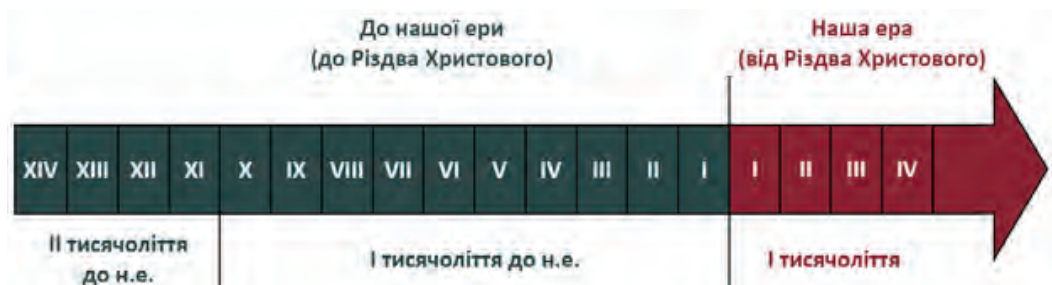 До нашої ери
(до Різдва Христового)
Наша ера
(від Різдва Христового)
XIV XIII XII XI X IX VIII VII VI V IV III II I I II III IV
II тисячоліття
до н.е.
I тисячоліття до н.е.
I тисячоліття